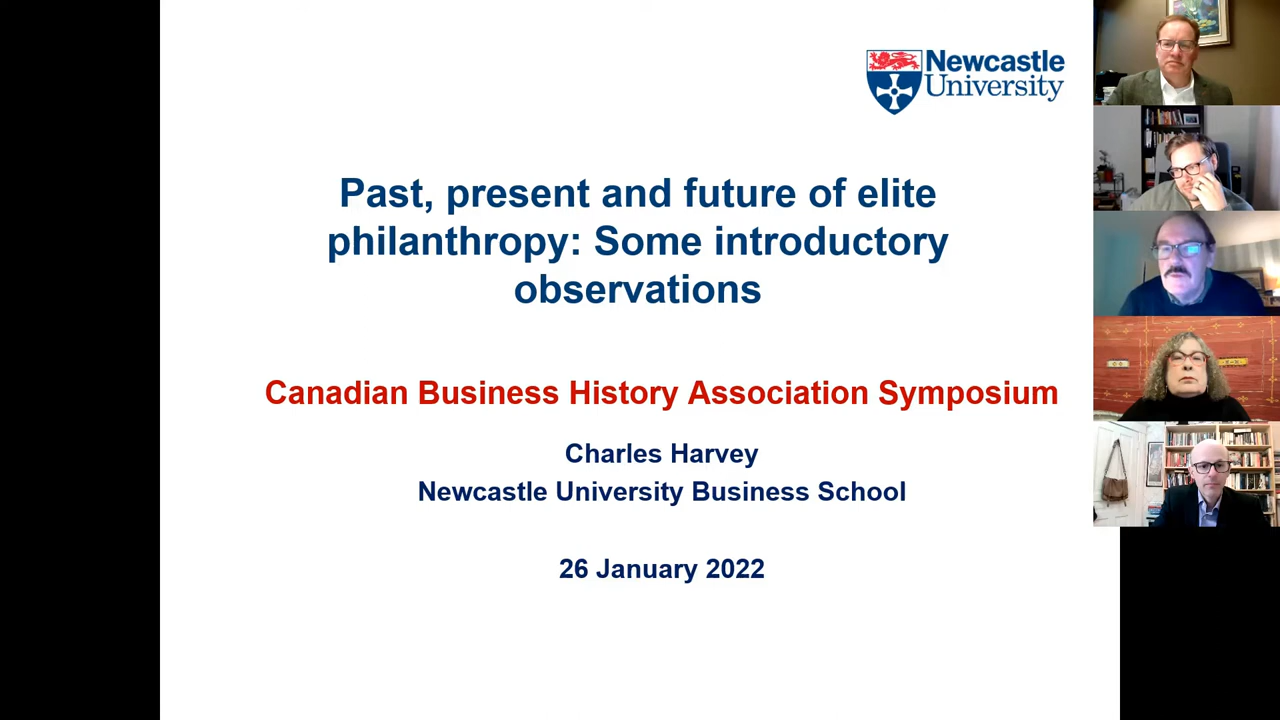 Newcastle
University
Past, present and future of elite
philanthropy: Some introductory
observations
Canadian Business History Association Symposium
Charles Harvey
Newcastle University Business School
26 January 2022